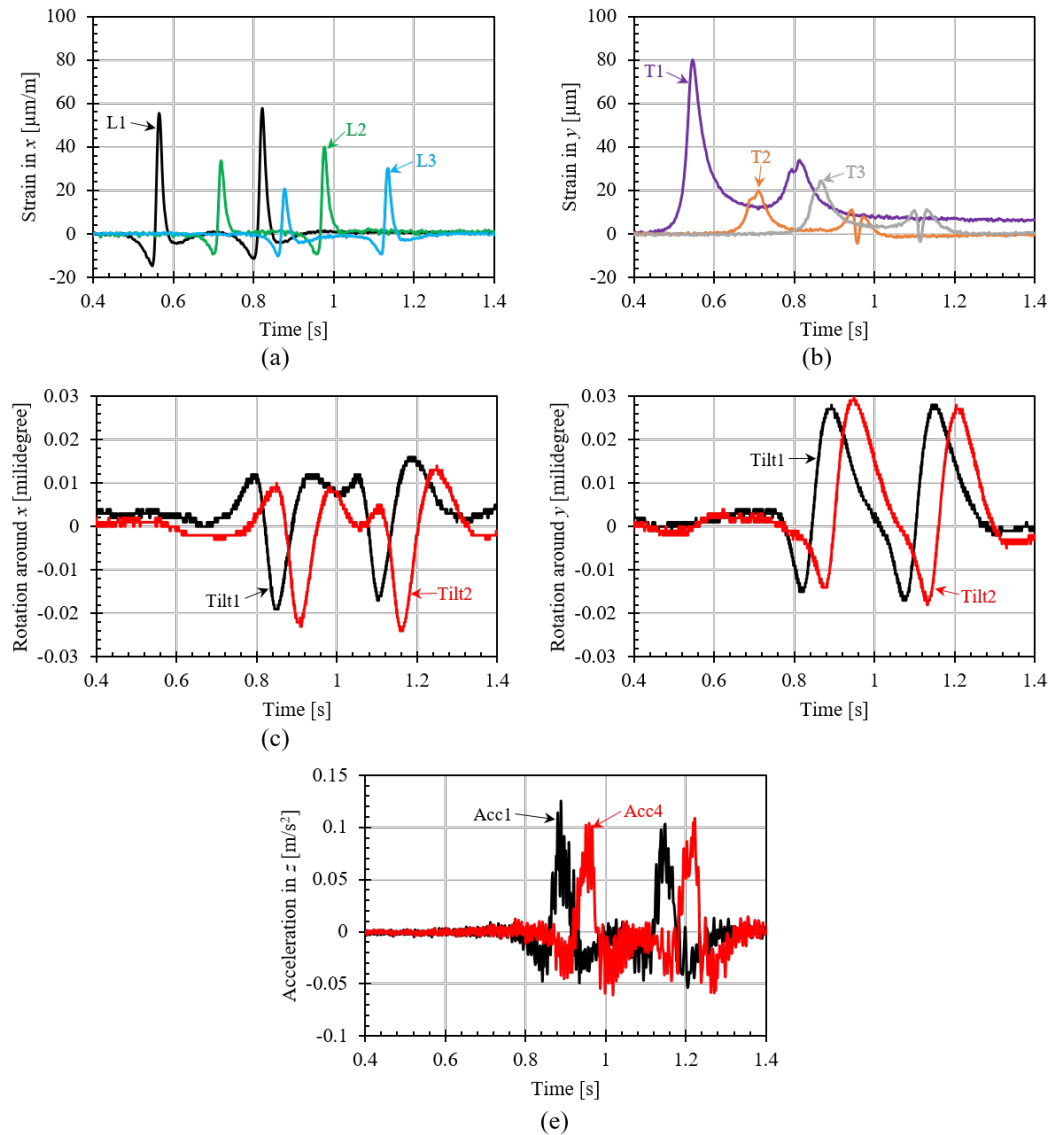 100
80
60
40
20
0
-20
Strain in x [μm/m]
L1
L2
L3
0.4 0.6 0.8 1 1.2 1.4
Time [s]
(a)
100
80
60
40
20
0
-20
Strain in y [μm]
T1
T2
T3
0.4 0.6 0.8 1 1.2 1.4
Time [s]
(b)
0.03
0.02
0.01
0
-0.01
-0.02
-0.03
Rotation around x [milidegree]
Tilt1
Tilt2
0.4 0.6 0.8 1 1.2 1.4
Time [s]
(c)
0.03
0.02
0.01
0
-0.01
-0.02
-0.03
Rotation around y [milidegree]
Tilt1
Tilt2
0.4 0.6 0.8 1 1.2 1.4
Time [s]
0.15
0.1
0.05
0
-0.05
-0.1
Acceleration in z [m/s²]
Acc1
Acc4
0.4 0.6 0.8 1 1.2 1.4
Time [s]
(e)